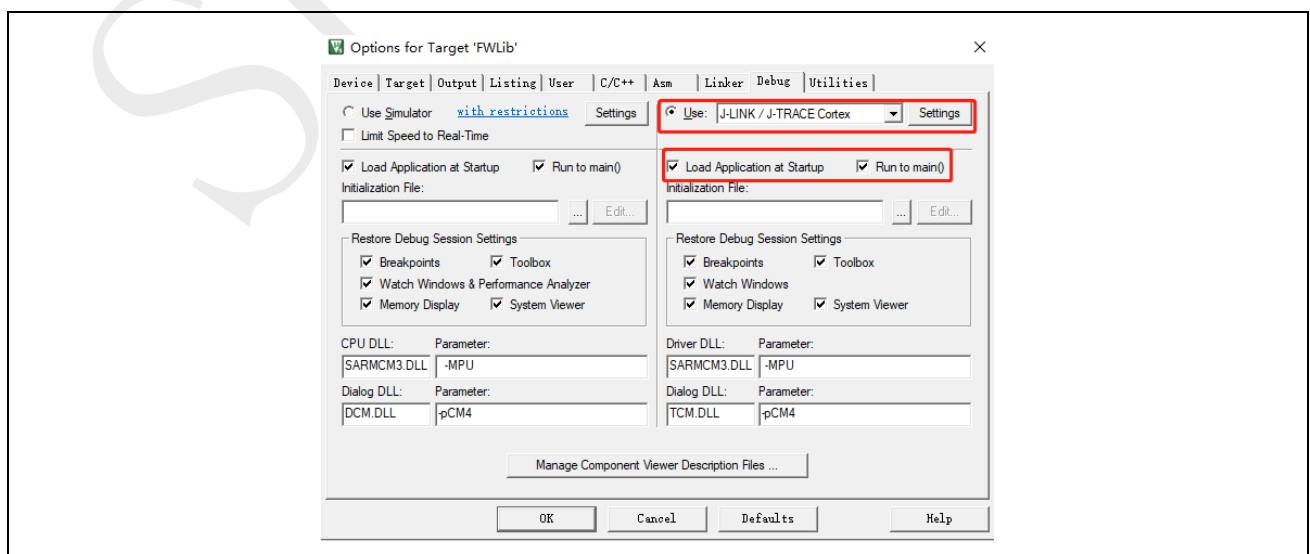 Options for Target 'FWLib'
Device Target Output Listing User C/C++ Asm Linker Debug Utilities
Use Simulator with restrictions Settings Use: J-LINK / J-TRACE Cortex Settings
Limit Speed to Real-Time
Load Application at Startup Run to main() Load Application at Startup Run to main()
Initialization File: Initialization File:
... Edit... ... Edit...
Restore Debug Session Settings Restore Debug Session Settings
Breakpoints Toolbox Breakpoints Toolbox
Watch Windows & Performance Analyzer Watch Windows
Memory Display System Viewer Memory Display System Viewer
CPU DLL: Parameter: Driver DLL: Parameter:
SARMCM3.DLL -MPU SARMCM3.DLL -MPU
Dialog DLL: Parameter: Dialog DLL: Parameter:
DCM.DLL -pCM4 TCM.DLL -pCM4
Manage Component Viewer Description Files ...
OK Cancel Defaults Help